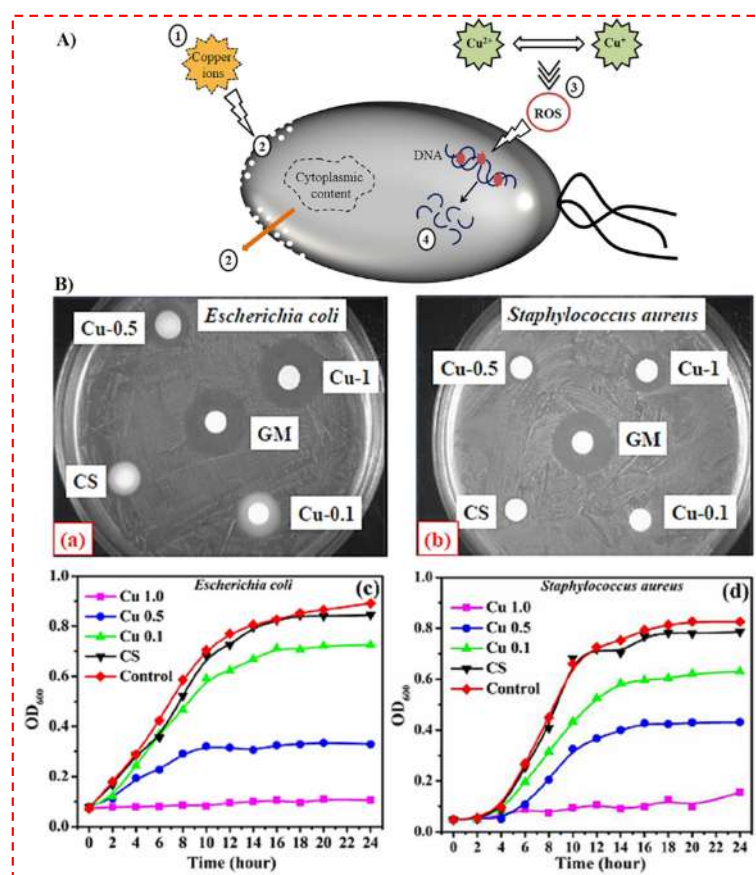 A)
1
Copper
ions
Cu²⁺
Cu⁺
3
ROS
2
DNA
Cytoplasmic
content
4
2
B)
Escherichia coli
Cu-0.5
Cu-1
GM
CS
Cu-0.1
(a)
Staphylococcus aureus
Cu-0.5
Cu-1
GM
CS
Cu-0.1
(b)
Escherichia coli
(c)
Cu 1.0
Cu 0.5
Cu 0.1
CS
Control
OD₆₀₀
1.0
0.8
0.6
0.4
0.2
0.0
0 2 4 6 8 10 12 14 16 18 20 22 24
Time (hour)
Staphylococcus aureus
(d)
Cu 1.0
Cu 0.5
Cu 0.1
CS
Control
OD₆₀₀
1.0
0.8
0.6
0.4
0.2
0.0
0 2 4 6 8 10 12 14 16 18 20 22 24
Time (hour)